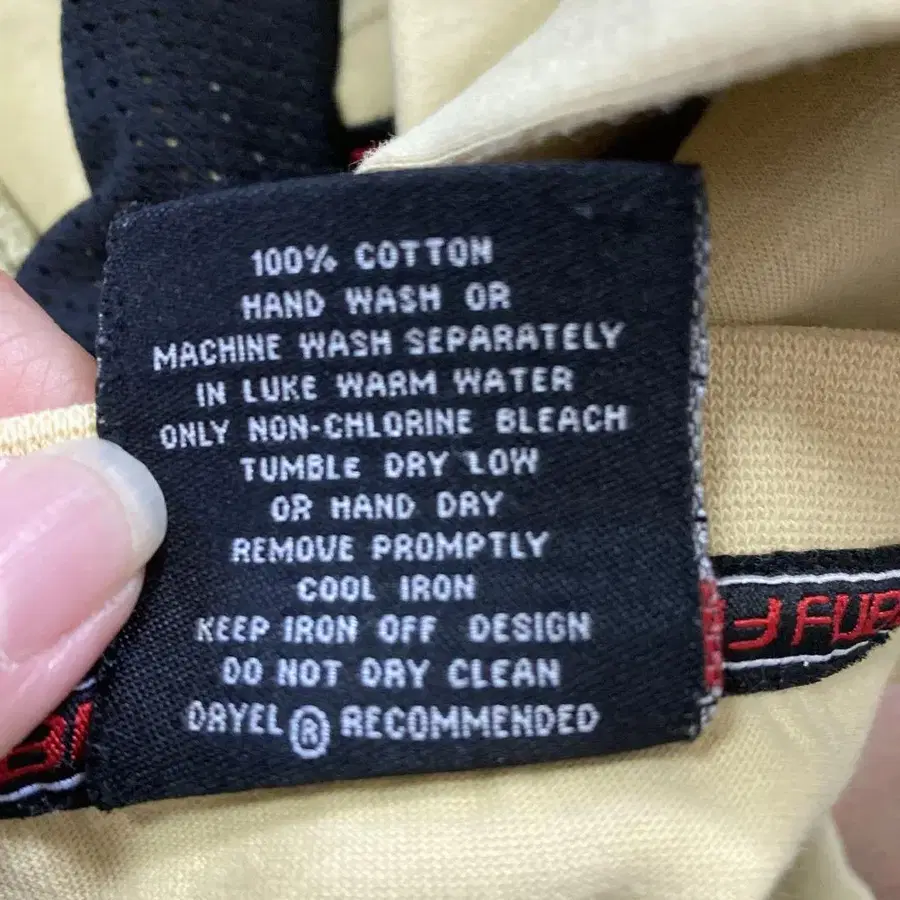 100% COTTON
HAND WASH OR
MACHINE WASH SEPARATELY
IN LUKE WARM WATER
ONLY NON-CHLORINE BLEACH
TUMBLE DRY LOW
OR HAND DRY
REMOVE PROMPTLY
COOL IRON
KEEP IRON OFF DESIGN
DO NOT DRY CLEAN
DRYEL® RECOMMENDED